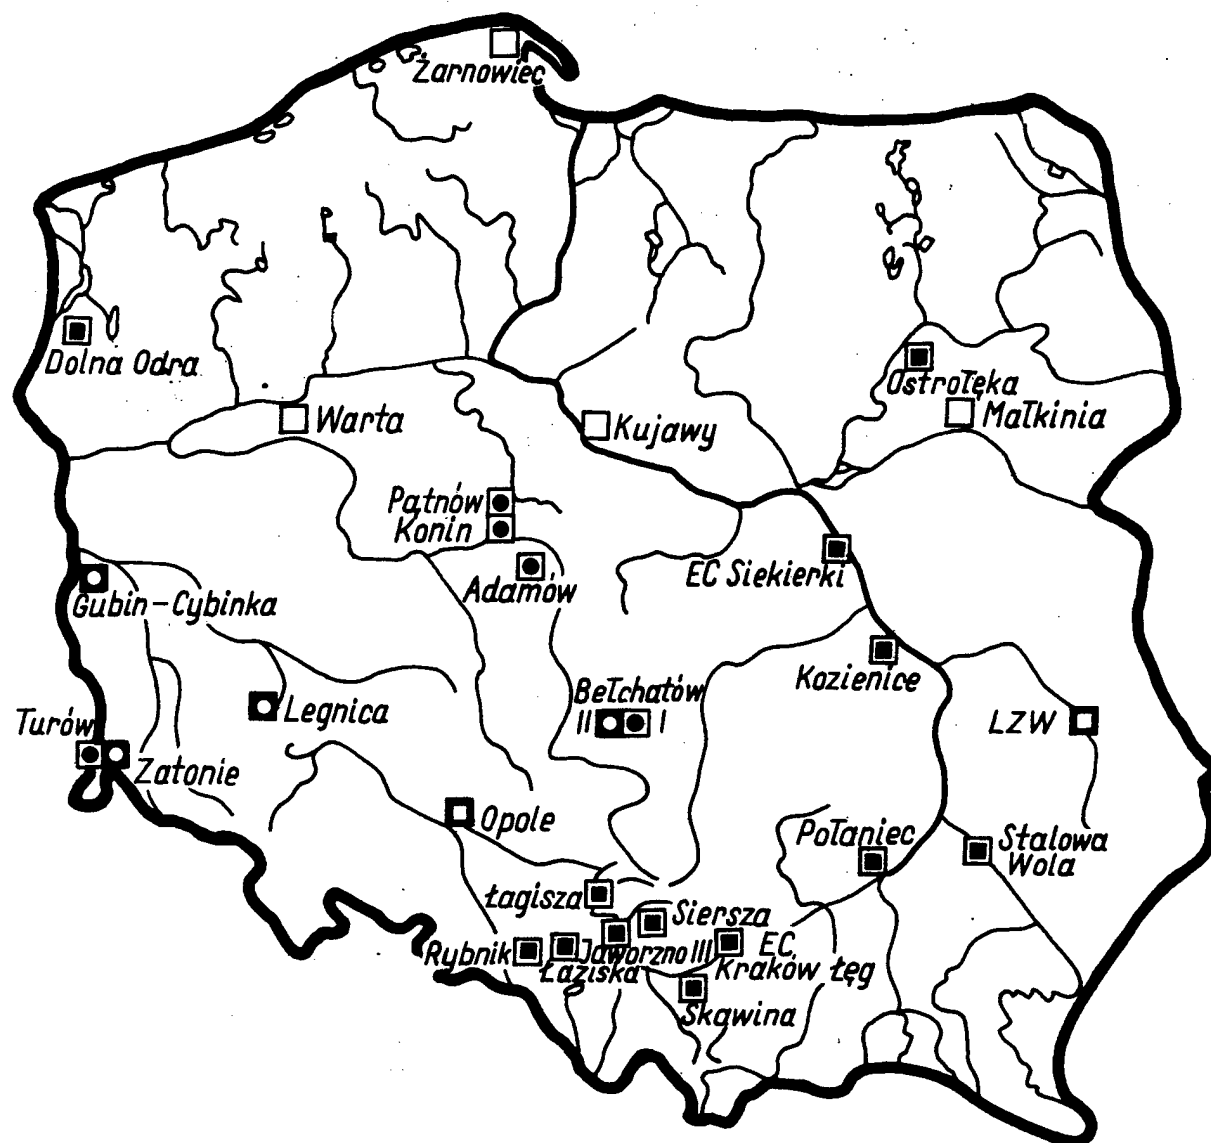 Żarnowiec
Dolna Odra
Ostrołęka
Warta
Kujawy
Małkinia
Pątnów
Konin
EC Siekierki
Adamów
Gubin-Cybinka
Kozienice
Bełchatów
II I
Legnica
LZW
Turów
Zatonie
Opole
Połaniec
Stalowa
Wola
Łagisza
Siersza
Rybnik
Jaworzno III
EC
Kraków Łęg
Łaziska
Skawina